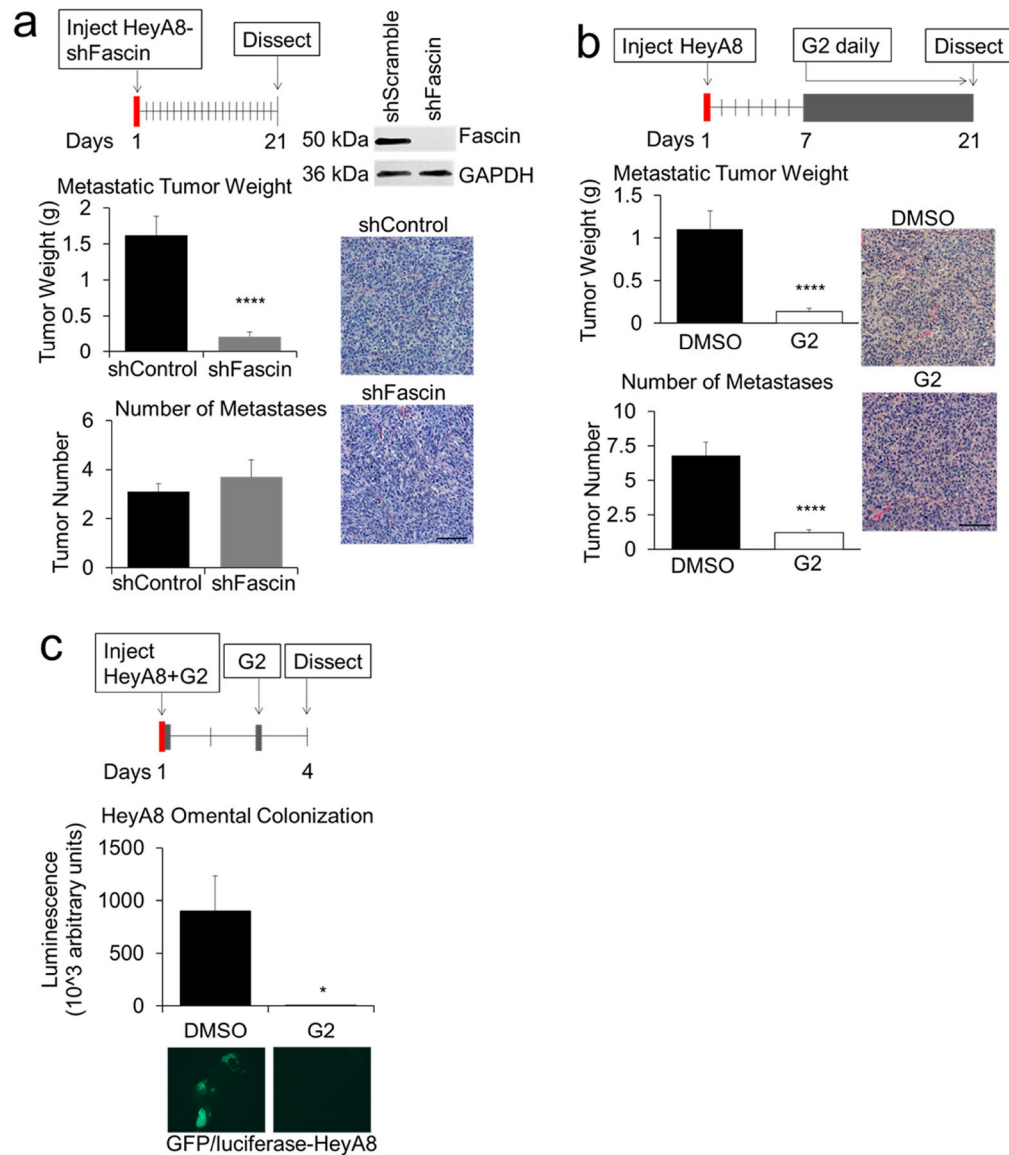 a
Inject HeyA8-
shFascin
Dissect
Days 1 21
shScramble
shFascin
50 kDa Fascin
36 kDa GAPDH
Metastatic Tumor Weight
Tumor Weight (g)
2
1.5
1
0.5
0
****
shControl shFascin
shControl
shFascin
Number of Metastases
Tumor Number
6
4
2
0
shControl shFascin
b
Inject HeyA8
G2 daily
Dissect
Days 1 7 21
Metastatic Tumor Weight
Tumor Weight (g)
1.5
1
0.5
0
****
DMSO G2
DMSO
G2
Number of Metastases
Tumor Number
10
7.5
5
2.5
0
****
DMSO G2
c
Inject
HeyA8+G2
G2
Dissect
Days 1 4
HeyA8 Omental Colonization
Luminescence
(10^3 arbitrary units)
1500
1000
500
0
*
DMSO G2
GFP/luciferase-HeyA8